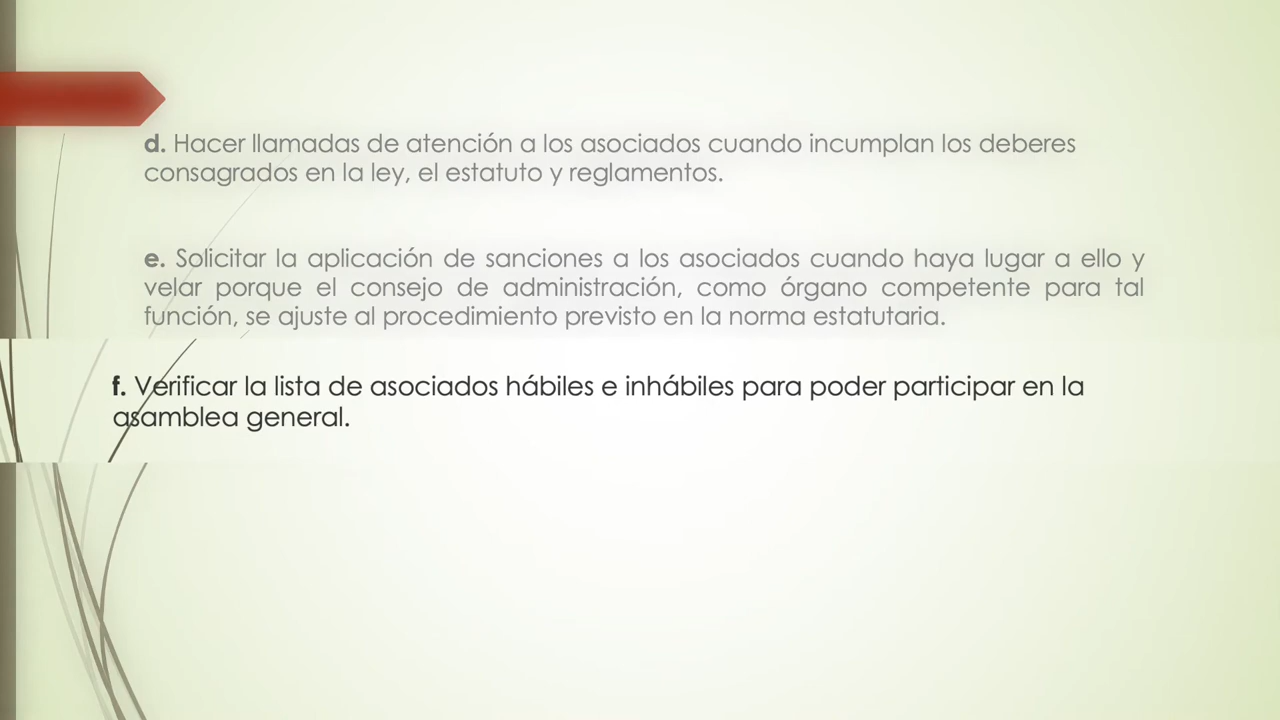 d. Hacer llamadas de atención a los asociados cuando incumplan los deberes
consagrados en la ley, el estatuto y reglamentos.
e. Solicitar la aplicación de sanciones a los asociados cuando haya lugar a ello y
velar porque el consejo de administración, como órgano competente para tal
función, se ajuste al procedimiento previsto en la norma estatutaria.
f. Verificar la lista de asociados hábiles e inhábiles para poder participar en la
asamblea general.